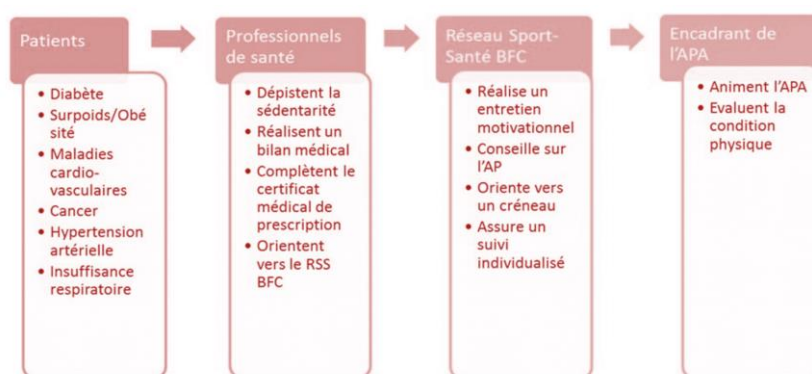 Patients
• Diabète
• Surpoids/Obé
sité
• Maladies
cardio-
vasculaires
• Cancer
• Hypertension
artérielle
• Insuffisance
respiratoire
Professionnels
de santé
• Dépistent la
sédentarité
• Réalisent un
bilan médical
• Complètent le
certificat
médical de
prescription
• Orientent
vers le RSS
BFC
Réseau Sport-
Santé BFC
• Réalise un
entretien
motivationnel
• Conseille sur
l'AP
• Oriente vers
un créneau
• Assure un
suivi
individualisé
Encadrant de
l'APA
• Animent l'APA
• Evaluent la
condition
physique